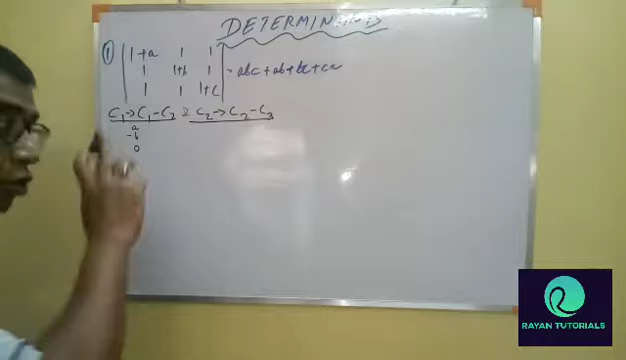 DETERMINANTS
① | 1+a 1 1 |
| 1 1+b 1 | = abc+ab+bc+ca
| 1 1 1+c |
C₁→C₁-C₂ & C₂→C₂-C₃
a
-b
0
RAYAN TUTORIALS